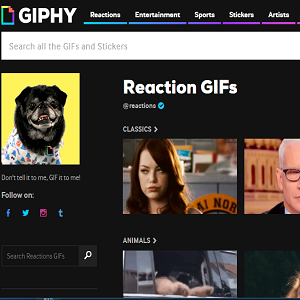 GIPHY
Reactions Entertainment Sports Stickers Artists
Search all the GIFs and Stickers
Reaction GIFs
@reactions
CLASSICS
Don't tell it to me, GIF it to me!
Follow on:
Search Reactions GIFs
ANIMALS